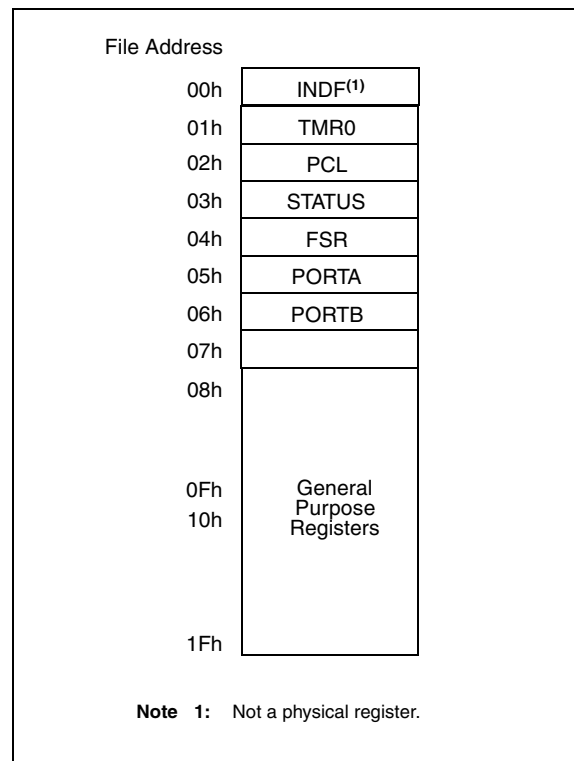 File Address
00h INDF(1)
01h TMR0
02h PCL
03h STATUS
04h FSR
05h PORTA
06h PORTB
07h
08h
0Fh General
Purpose
10h Registers
1Fh
Note 1: Not a physical register.